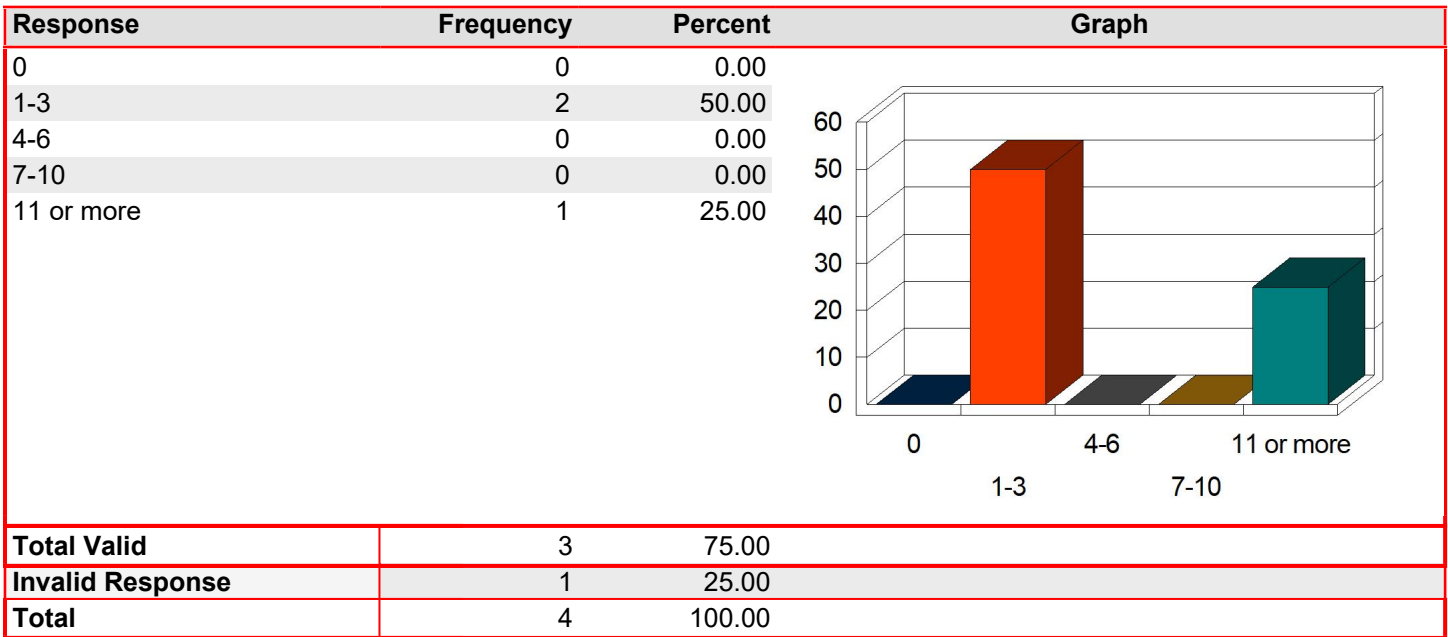 Response Frequency Percent Graph
0 0 0.00
1-3 2 50.00
4-6 0 0.00
7-10 0 0.00
11 or more 1 25.00
60
50
40
30
20
10
0
0 4-6 11 or more
1-3 7-10
Total Valid 3 75.00
Invalid Response 1 25.00
Total 4 100.00